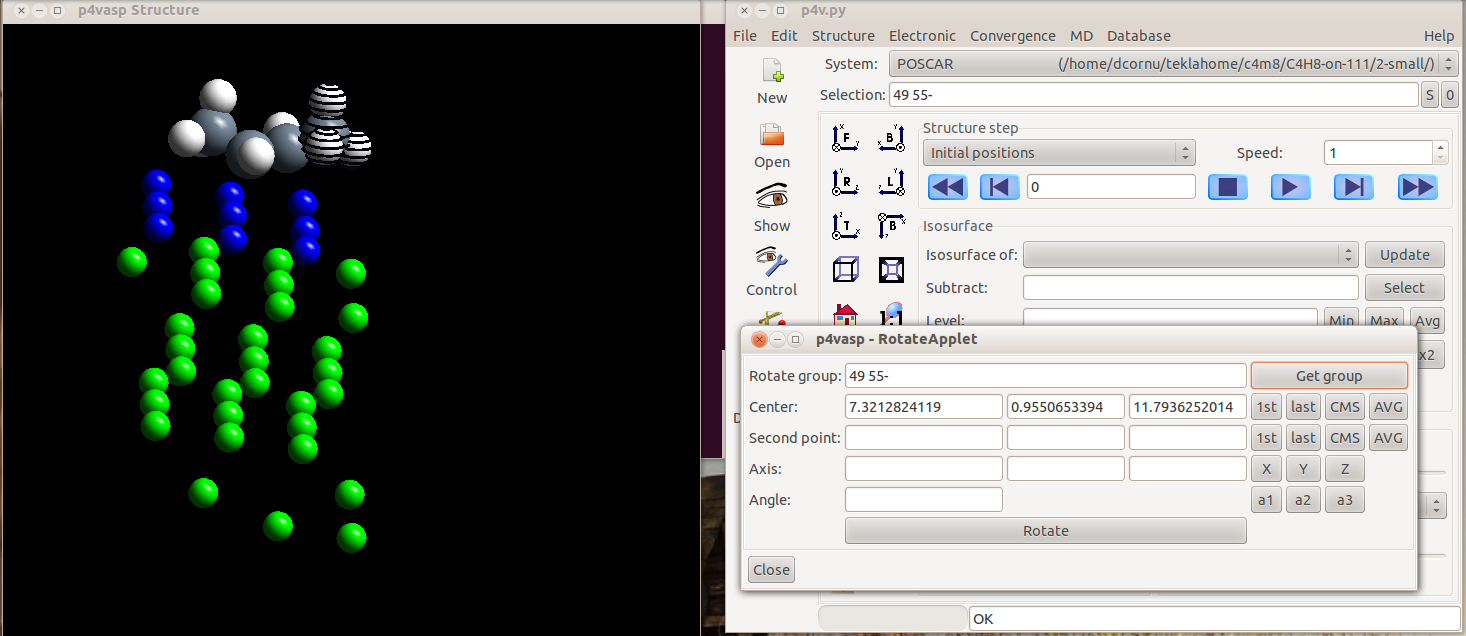 p4vasp Structure
p4v.py
File Edit Structure Electronic Convergence MD Database Help
System: POSCAR (/home/dcornu/teklahome/c4m8/C4H8-on-111/2-small/)
New
Selection: 49 55- S 0
Structure step
X F Y Y B X
Initial positions Speed: 1
Open
R Z Z L
0
Show
Z T X B Z
Isosurface
Isosurface of: Update
Control
Subtract: Select
Level: Min Max Avg
p4vasp - RotateApplet
x2
Rotate group: 49 55- Get group
Center: 7.3212824119 0.9550653394 11.7936252014 1st last CMS AVG
Second point: 1st last CMS AVG
Axis: X Y Z
Angle: a1 a2 a3
Rotate
Close
OK